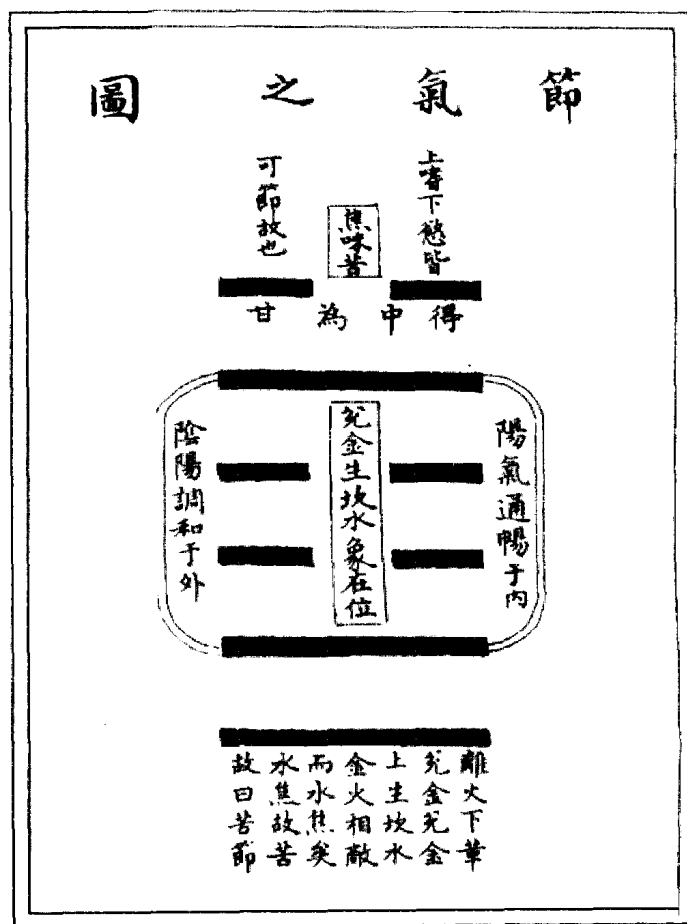 節氣之圖
上嗜下慾皆
焦味苦
可節故也
得中為甘
陽氣通暢于內
兌金生坎水象在位
陰陽調和于外
離火下革
兌金兌金
上生坎水
金火相敵
而水焦矣
水焦故苦
故曰苦節